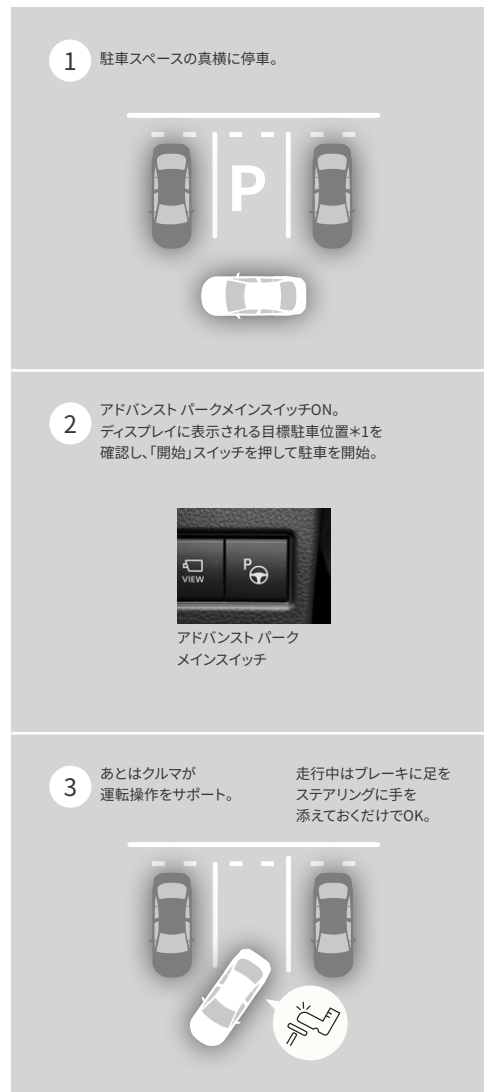 1
駐車スペースの真横に停車。
P
2
アドバンスト パークメインスイッチON。
ディスプレイに表示される目標駐車位置＊1を
確認し、「開始」スイッチを押して駐車を開始。
VIEW
P
アドバンスト パーク
メインスイッチ
3
あとはクルマが
運転操作をサポート。
走行中はブレーキに足を
ステアリングに手を
添えておくだけでOK。